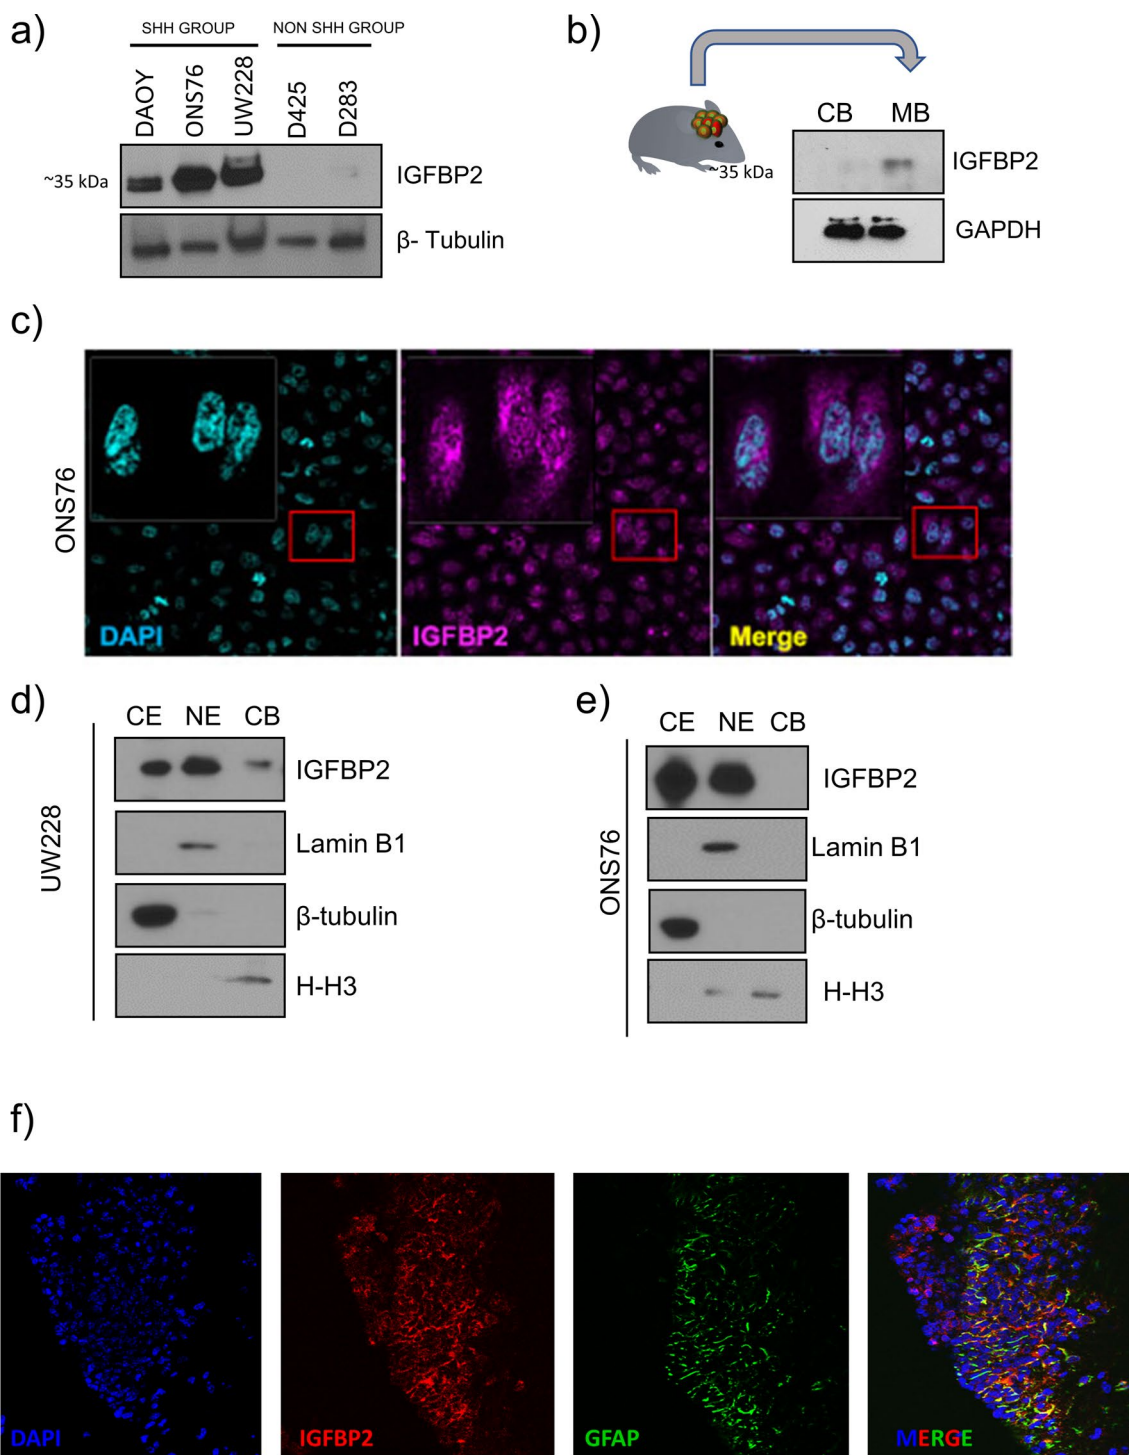 a)
SHH GROUP
NON SHH GROUP
DAOY
ONS76
UW228
D425
D283
~35 kDa
IGFBP2
β- Tubulin
b)
CB
MB
~35 kDa
IGFBP2
GAPDH
c)
ONS76
DAPI
IGFBP2
Merge
d)
CE NE CB
UW228
IGFBP2
Lamin B1
β-tubulin
H-H3
e)
CE NE CB
ONS76
IGFBP2
Lamin B1
β-tubulin
H-H3
f)
DAPI
IGFBP2
GFAP
MERGE